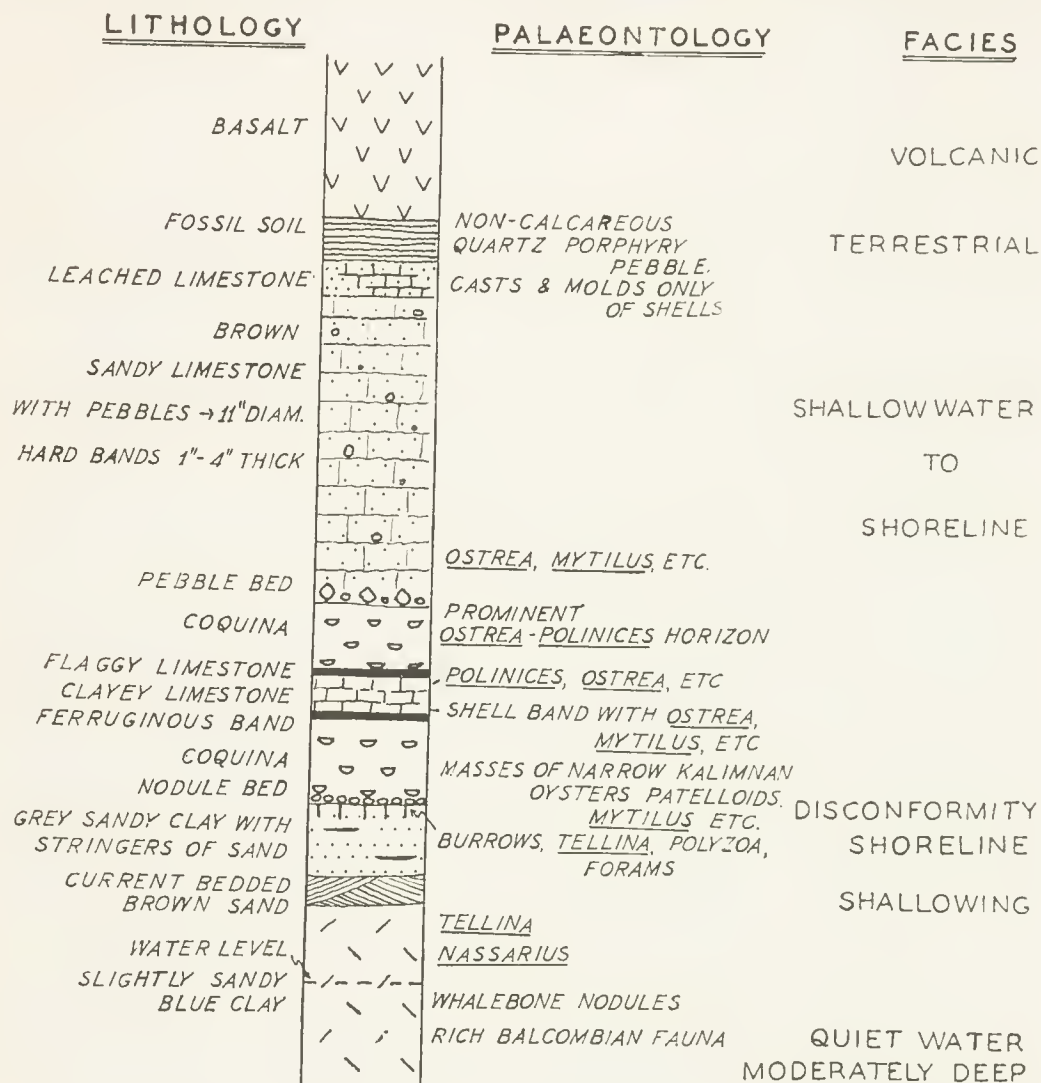 LITHOLOGY
PALAEONTOLOGY
FACIES
BASALT
VOLCANIC
FOSSIL SOIL
NON-CALCAREOUS
QUARTZ PORPHYRY
PEBBLE.
TERRESTRIAL
LEACHED LIMESTONE
CASTS & MOLDS ONLY
OF SHELLS
BROWN
SANDY LIMESTONE
WITH PEBBLES → 11" DIAM.
HARD BANDS 1"- 4" THICK
SHALLOW WATER
TO
SHORELINE
OSTREA, MYTILUS, ETC.
PEBBLE BED
COQUINA
PROMINENT
OSTREA-POLINICES HORIZON
FLAGGY LIMESTONE
POLINICES, OSTREA, ETC
CLAYEY LIMESTONE
FERRUGINOUS BAND
SHELL BAND WITH OSTREA,
MYTILUS, ETC
COQUINA
NODULE BED
MASSES OF NARROW KALIMNAN
OYSTERS PATELLOIDS.
MYTILUS ETC.
DISCONFORMITY
GREY SANDY CLAY WITH
STRINGERS OF SAND
BURROWS, TELLINA, POLYZOA,
FORAMS
SHORELINE
CURRENT BEDDED
BROWN SAND
SHALLOWING
TELLINA
WATER LEVEL
NASSARIUS
SLIGHTLY SANDY
BLUE CLAY
WHALEBONE NODULES
RICH BALCOMBIAN FAUNA
QUIET WATER
MODERATELY DEEP